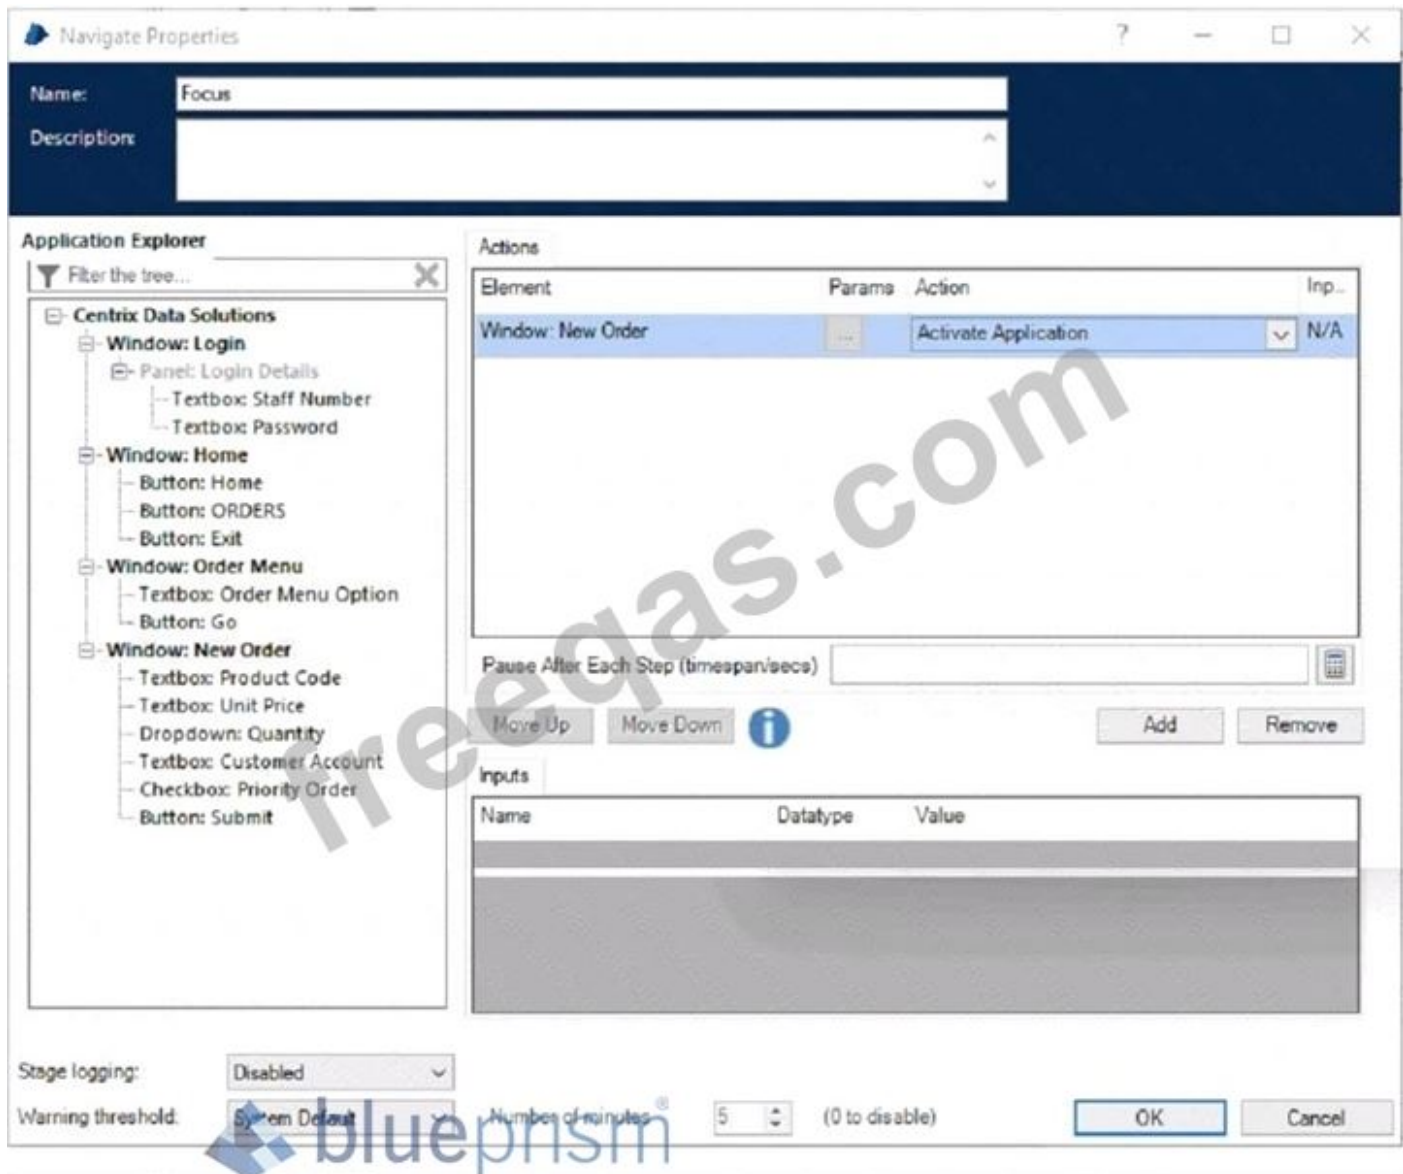 Navigate Properties
Name: Focus
Description:
Application Explorer
Filter the tree...
Centrix Data Solutions
Window: Login
Panel: Login Details
Textbox: Staff Number
Textbox: Password
Window: Home
Button: Home
Button: ORDERS
Button: Exit
Window: Order Menu
Textbox: Order Menu Option
Button: Go
Window: New Order
Textbox: Product Code
Textbox: Unit Price
Dropdown: Quantity
Textbox: Customer Account
Checkbox: Priority Order
Button: Submit
Actions
Element Params Action Inp...
Window: New Order ... Activate Application N/A
Pause After Each Step (timespan/secs)
Move Up Move Down Add Remove
Inputs
Name Datatype Value
freeqas.com
Stage logging: Disabled
Warning threshold: System Default Number of minutes 5 (0 to disable) OK Cancel
blueprism®